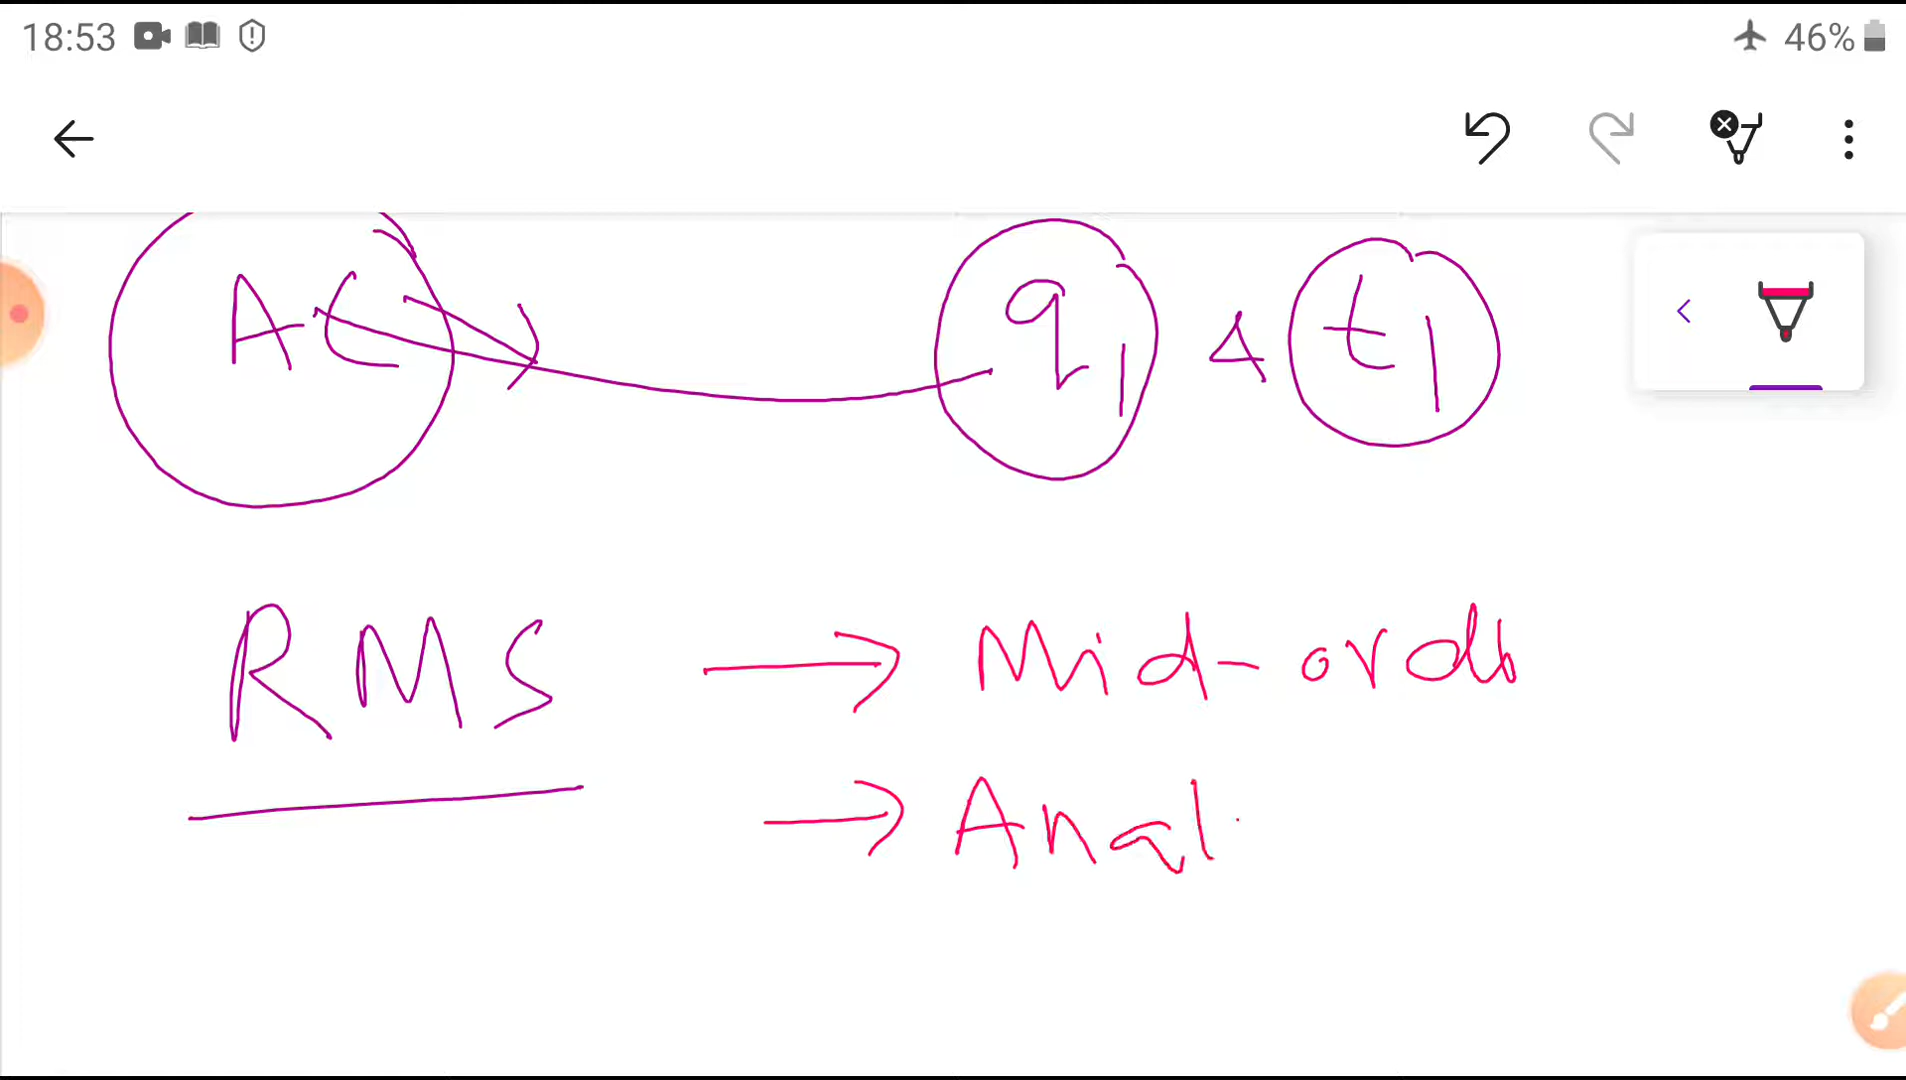 18:53 46%
AC q1 & t1
RMS → Mid-ord
→ Anal